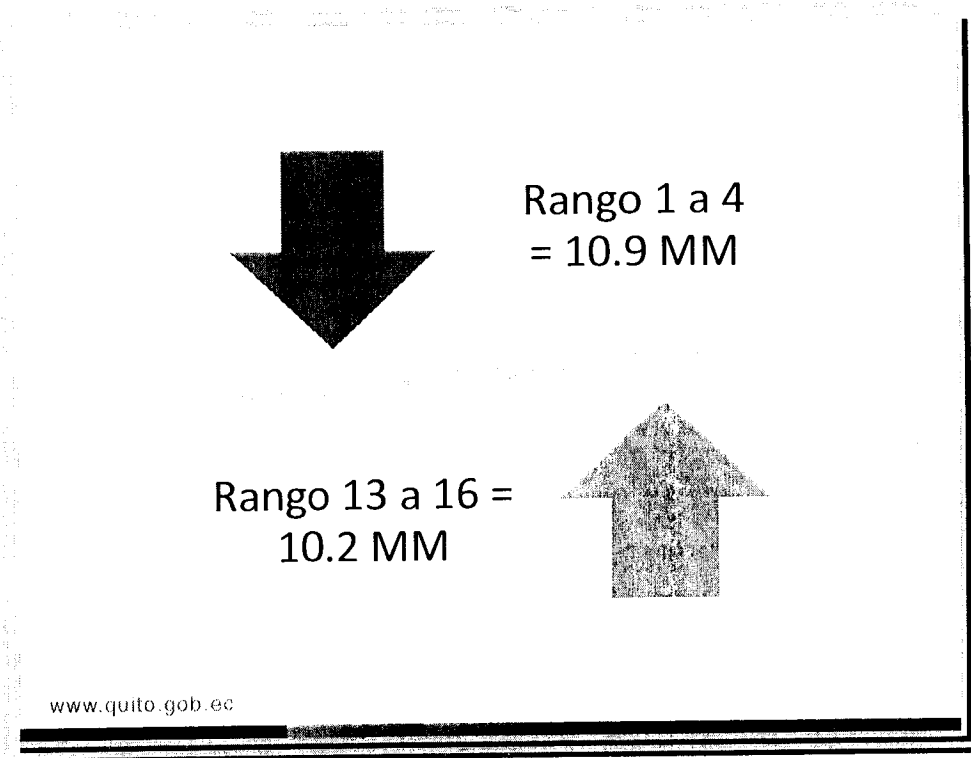 Rango 1 a 4
= 10.9 MM
Rango 13 a 16 =
10.2 MM
www.quito.gob.ec